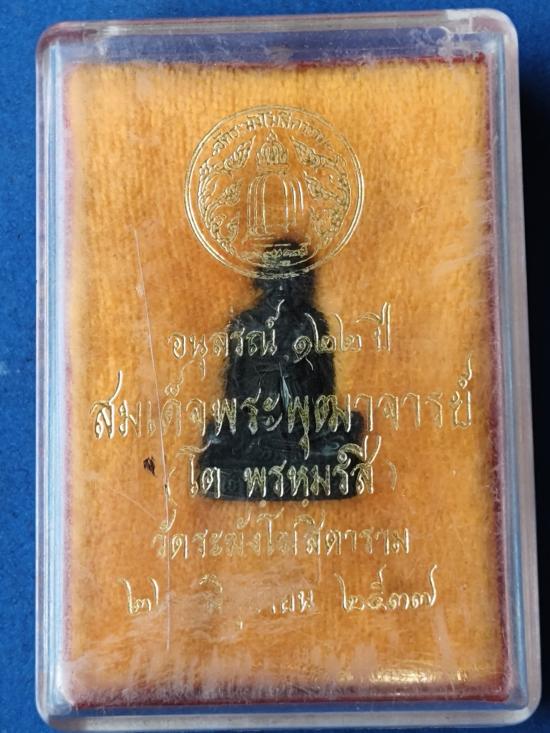 อนุสรณ์ ๑๒๒ ปี
สมเด็จพระพุฒาจารย์
(โต พรหฺมรํสี)
วัดระฆังโฆสิตาราม
๒๕๓๗